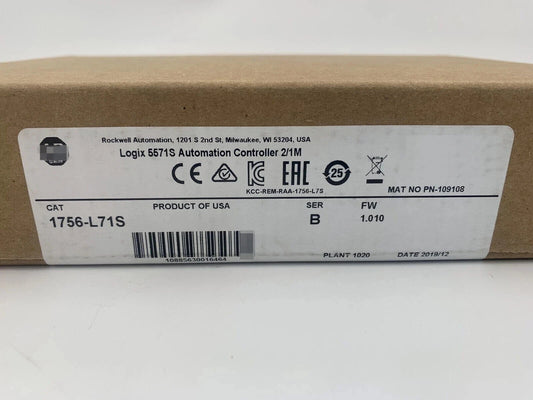 Rockwell Automation, 1201 S 2nd St, Milwaukee, WI 53204, USA
Logix 5571S Automation Controller 2/1M
CE EAC 25
KCC-REM-RAA-1756-L7S
MAT NO PN-109108
CAT PRODUCT OF USA SER FW
1756-L71S B 1.010
10885630016464
PLANT 1020 DATE 2019/12